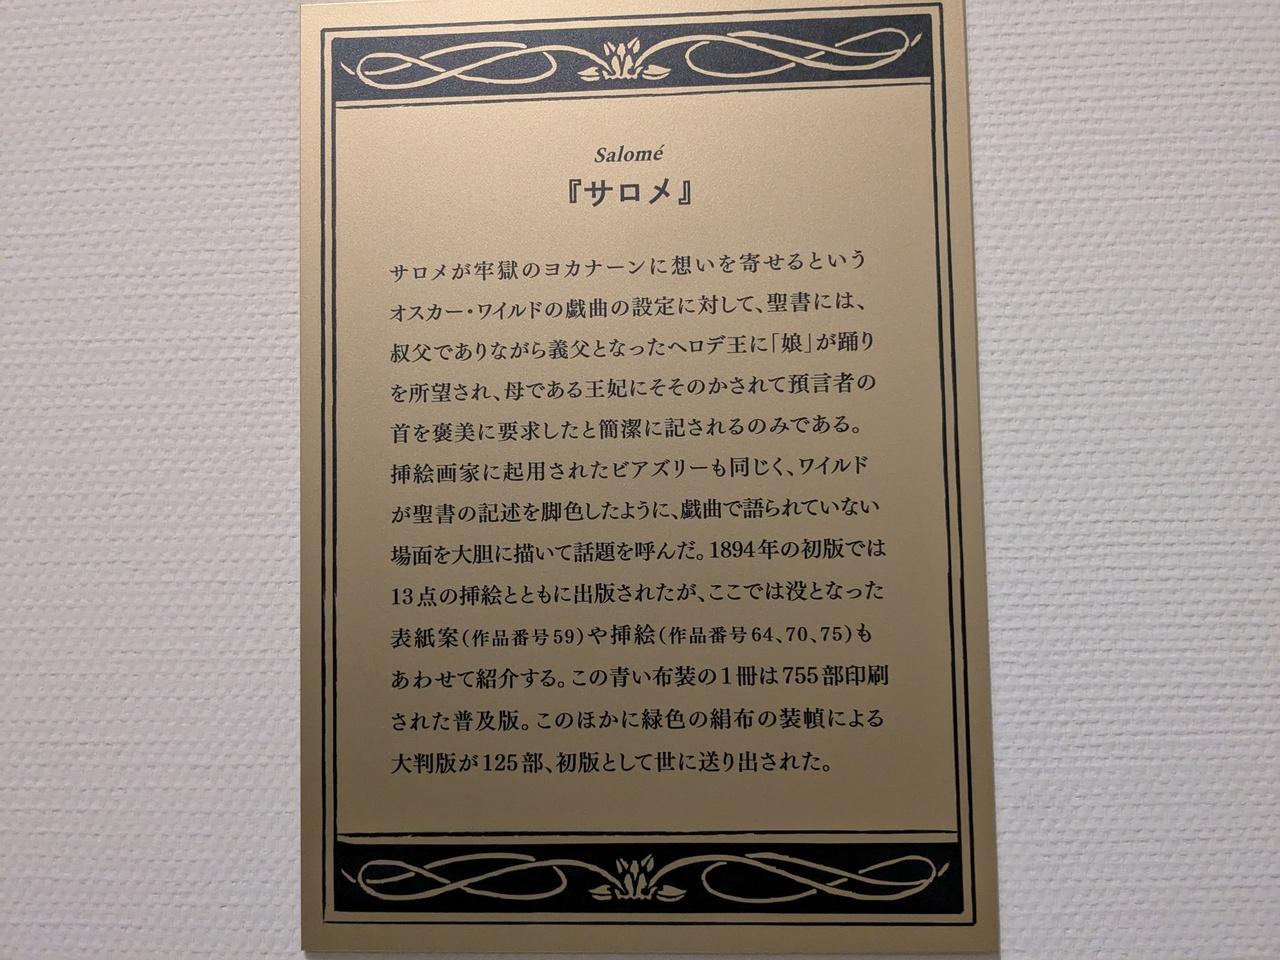 Salomé
『サロメ』
サロメが牢獄のヨカナーンに想いを寄せるという
オスカー・ワイルドの戯曲の設定に対して、聖書には、
叔父でありながら義父となったヘロデ王に「娘」が踊り
を所望され、母である王妃にそそのかされて預言者の
首を褒美に要求したと簡潔に記されるのみである。
挿絵画家に起用されたビアズリーも同じく、ワイルド
が聖書の記述を脚色したように、戯曲で語られていない
場面を大胆に描いて話題を呼んだ。1894年の初版では
13点の挿絵とともに出版されたが、ここでは没となった
表紙案(作品番号59)や挿絵(作品番号64、70、75)も
あわせて紹介する。この青い布装の1冊は755部印刷
された普及版。このほかに緑色の絹布の装幀による
大判版が125部、初版として世に送り出された。